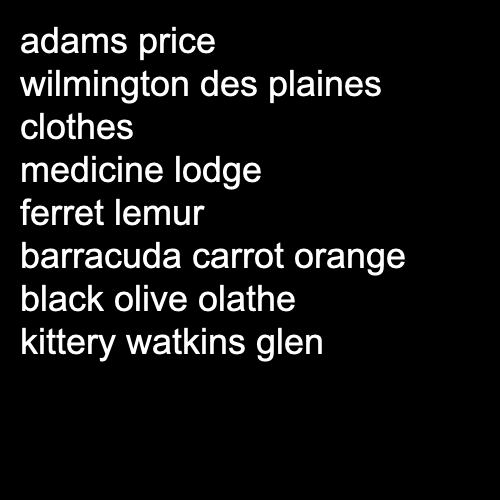 adams price
wilmington des plaines
clothes
medicine lodge
ferret lemur
barracuda carrot orange
black olive olathe
kittery watkins glen